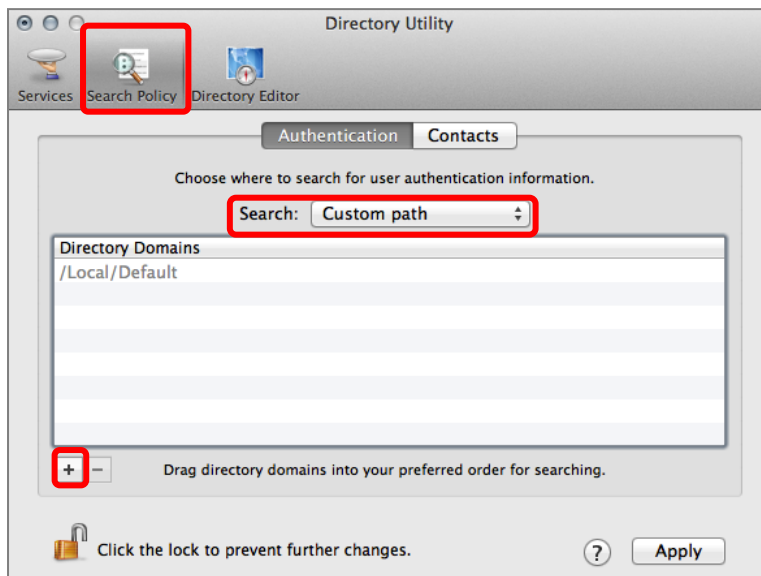 Directory Utility
Services Search Policy Directory Editor
Authentication Contacts
Choose where to search for user authentication information.
Search: Custom path
Directory Domains
/Local/Default
+ −
Drag directory domains into your preferred order for searching.
Click the lock to prevent further changes.
? Apply